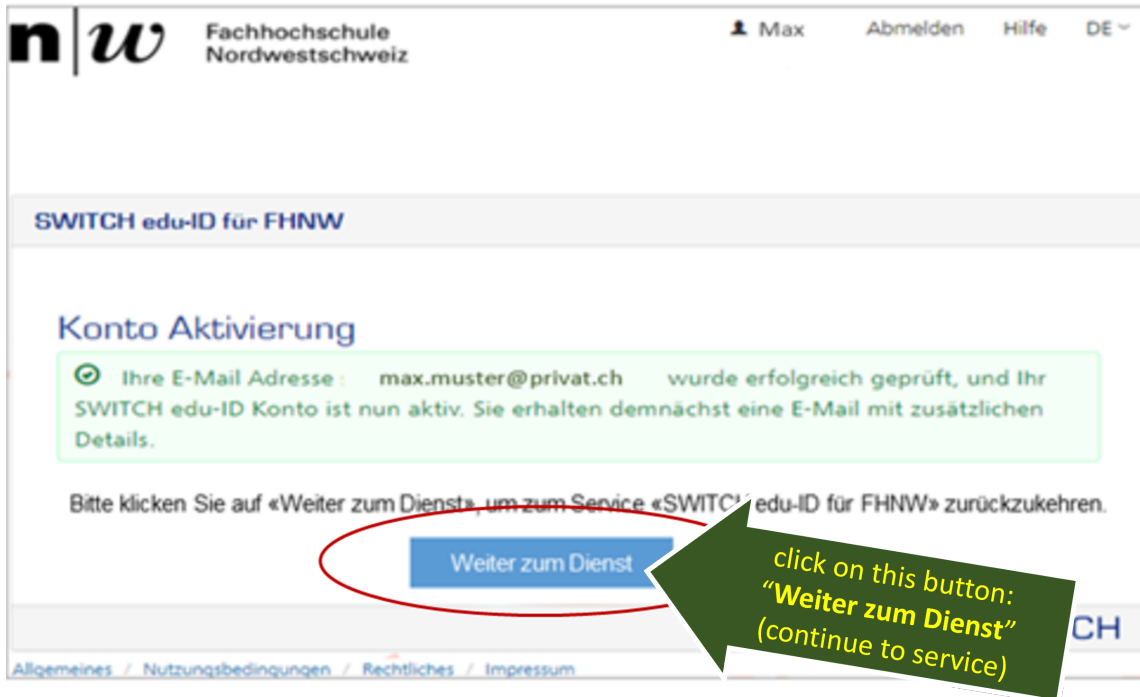 n|w Fachhochschule
Nordwestschweiz
Max Abmelden Hilfe DE
SWITCH edu-ID für FHNW
Konto Aktivierung
Ihre E-Mail Adresse : max.muster@privat.ch wurde erfolgreich geprüft, und Ihr
SWITCH edu-ID Konto ist nun aktiv. Sie erhalten demnächst eine E-Mail mit zusätzlichen
Details.
Bitte klicken Sie auf «Weiter zum Dienst», um zum Service «SWITCH edu-ID für FHNW» zurückzukehren.
Weiter zum Dienst
click on this button:
“Weiter zum Dienst”
(continue to service)
CH
Allgemeines / Nutzungsbedingungen / Rechtliches / Impressum